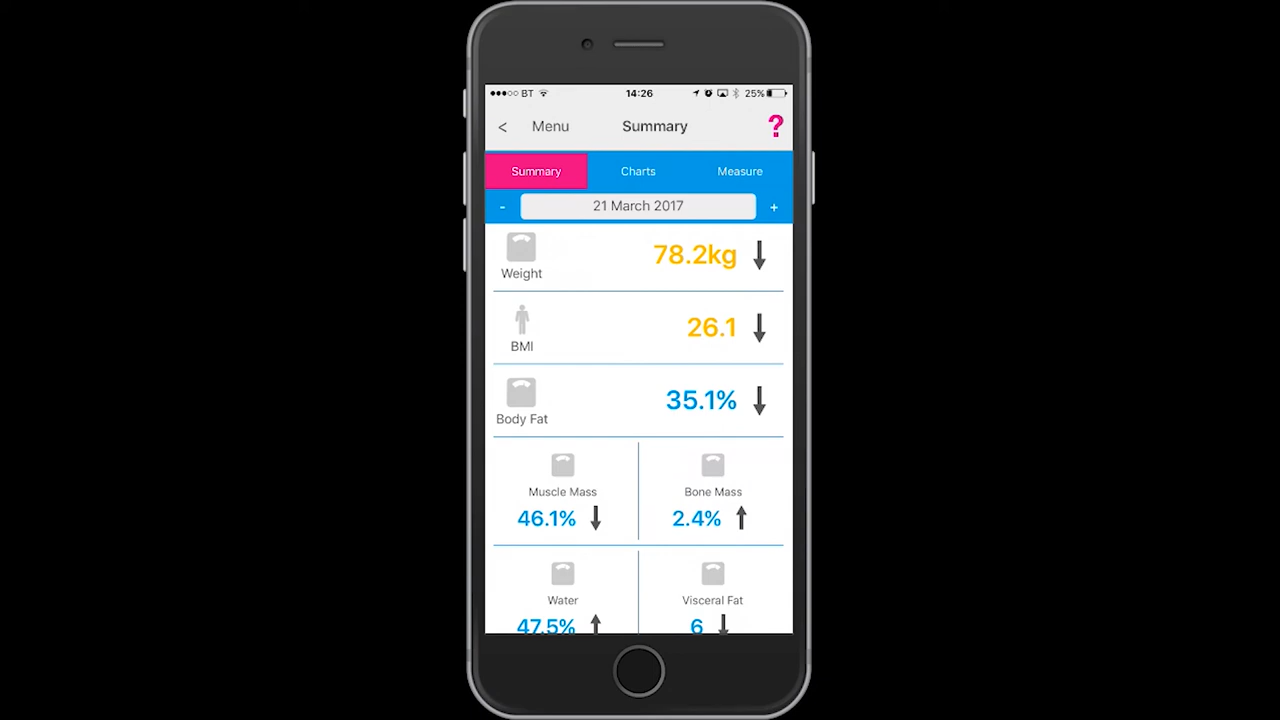 BT 14:26 25%
< Menu Summary ?
Summary Charts Measure
- 21 March 2017 +
78.2kg
Weight
26.1
BMI
35.1%
Body Fat
Muscle Mass Bone Mass
46.1% 2.4%
Water Visceral Fat
47.5% 6